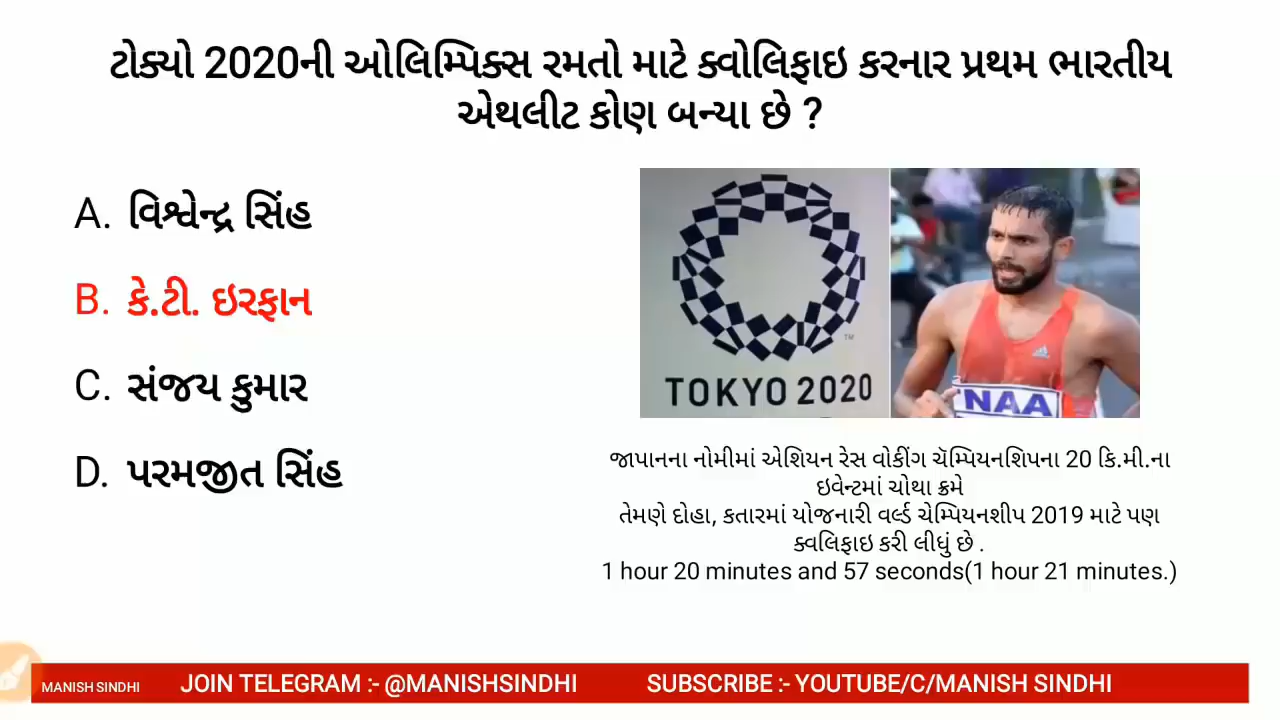 ટોક્યો 2020ની ઓલિમ્પિક્સ રમતો માટે ક્વોલિફાઇ કરનાર પ્રથમ ભારતીય
એથલીટ કોણ બન્યા છે ?
A. વિશ્વેન્દ્ર સિંહ
B. કે.ટી. ઇરફાન
C. સંજય કુમાર
D. પરમજીત સિંહ
TM
TOKYO 2020
NAA
જાપાનના નોમીમાં એશિયન રેસ વોકીંગ ચૅમ્પિયનશિપના 20 કિ.મી.ના
ઇવેન્ટમાં ચોથા ક્રમે
તેમણે દોહા, કતારમાં યોજનારી વર્લ્ડ ચેમ્પિયનશીપ 2019 માટે પણ
ક્વલિફાઇ કરી લીધું છે .
1 hour 20 minutes and 57 seconds(1 hour 21 minutes.)
MANISH SINDHI JOIN TELEGRAM :- @MANISHSINDHI SUBSCRIBE :- YOUTUBE/C/MANISH SINDHI